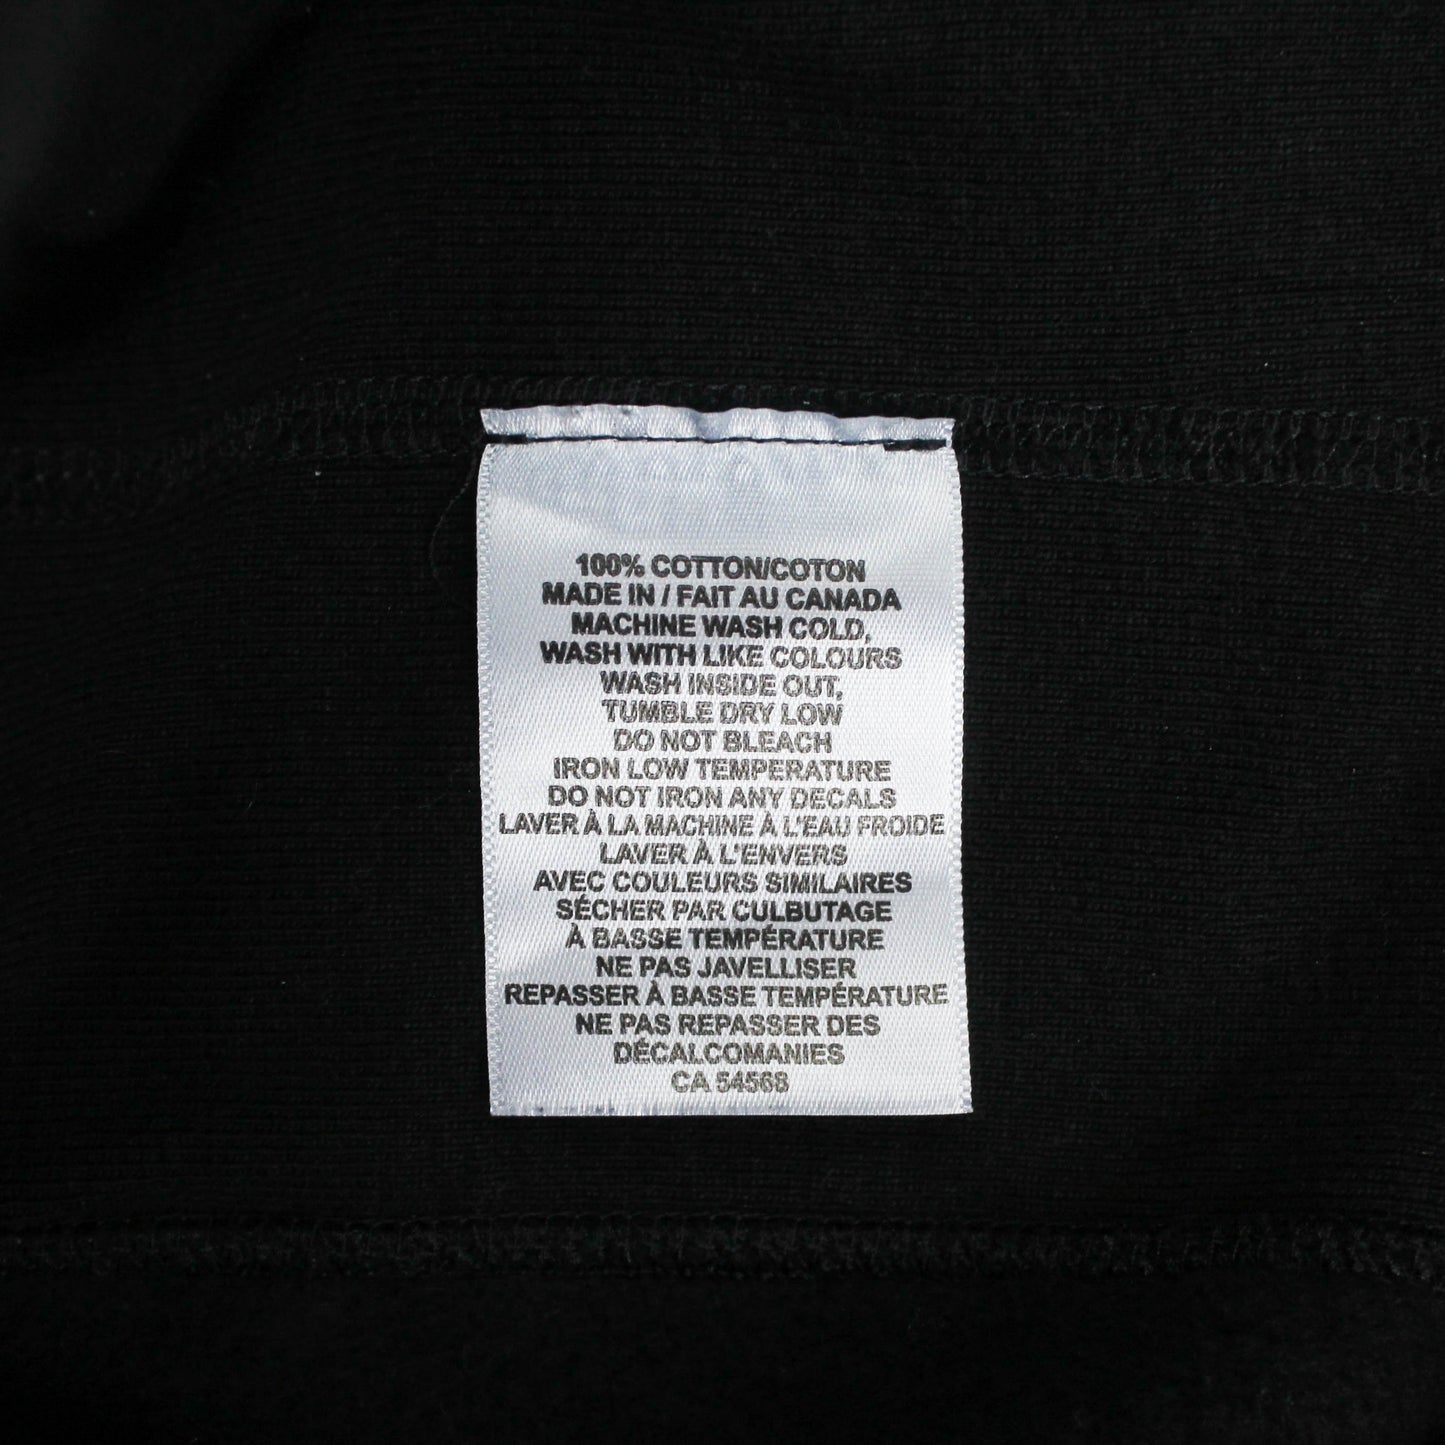 100% COTTON/COTON
MADE IN / FAIT AU CANADA
MACHINE WASH COLD,
WASH WITH LIKE COLOURS
WASH INSIDE OUT,
TUMBLE DRY LOW
DO NOT BLEACH
IRON LOW TEMPERATURE
DO NOT IRON ANY DECALS
LAVER À LA MACHINE À L'EAU FROIDE
LAVER À L'ENVERS
AVEC COULEURS SIMILAIRES
SÉCHER PAR CULBUTAGE
À BASSE TEMPÉRATURE
NE PAS JAVELLISER
REPASSER À BASSE TEMPÉRATURE
NE PAS REPASSER DES
DÉCALCOMANIES
CA 54568